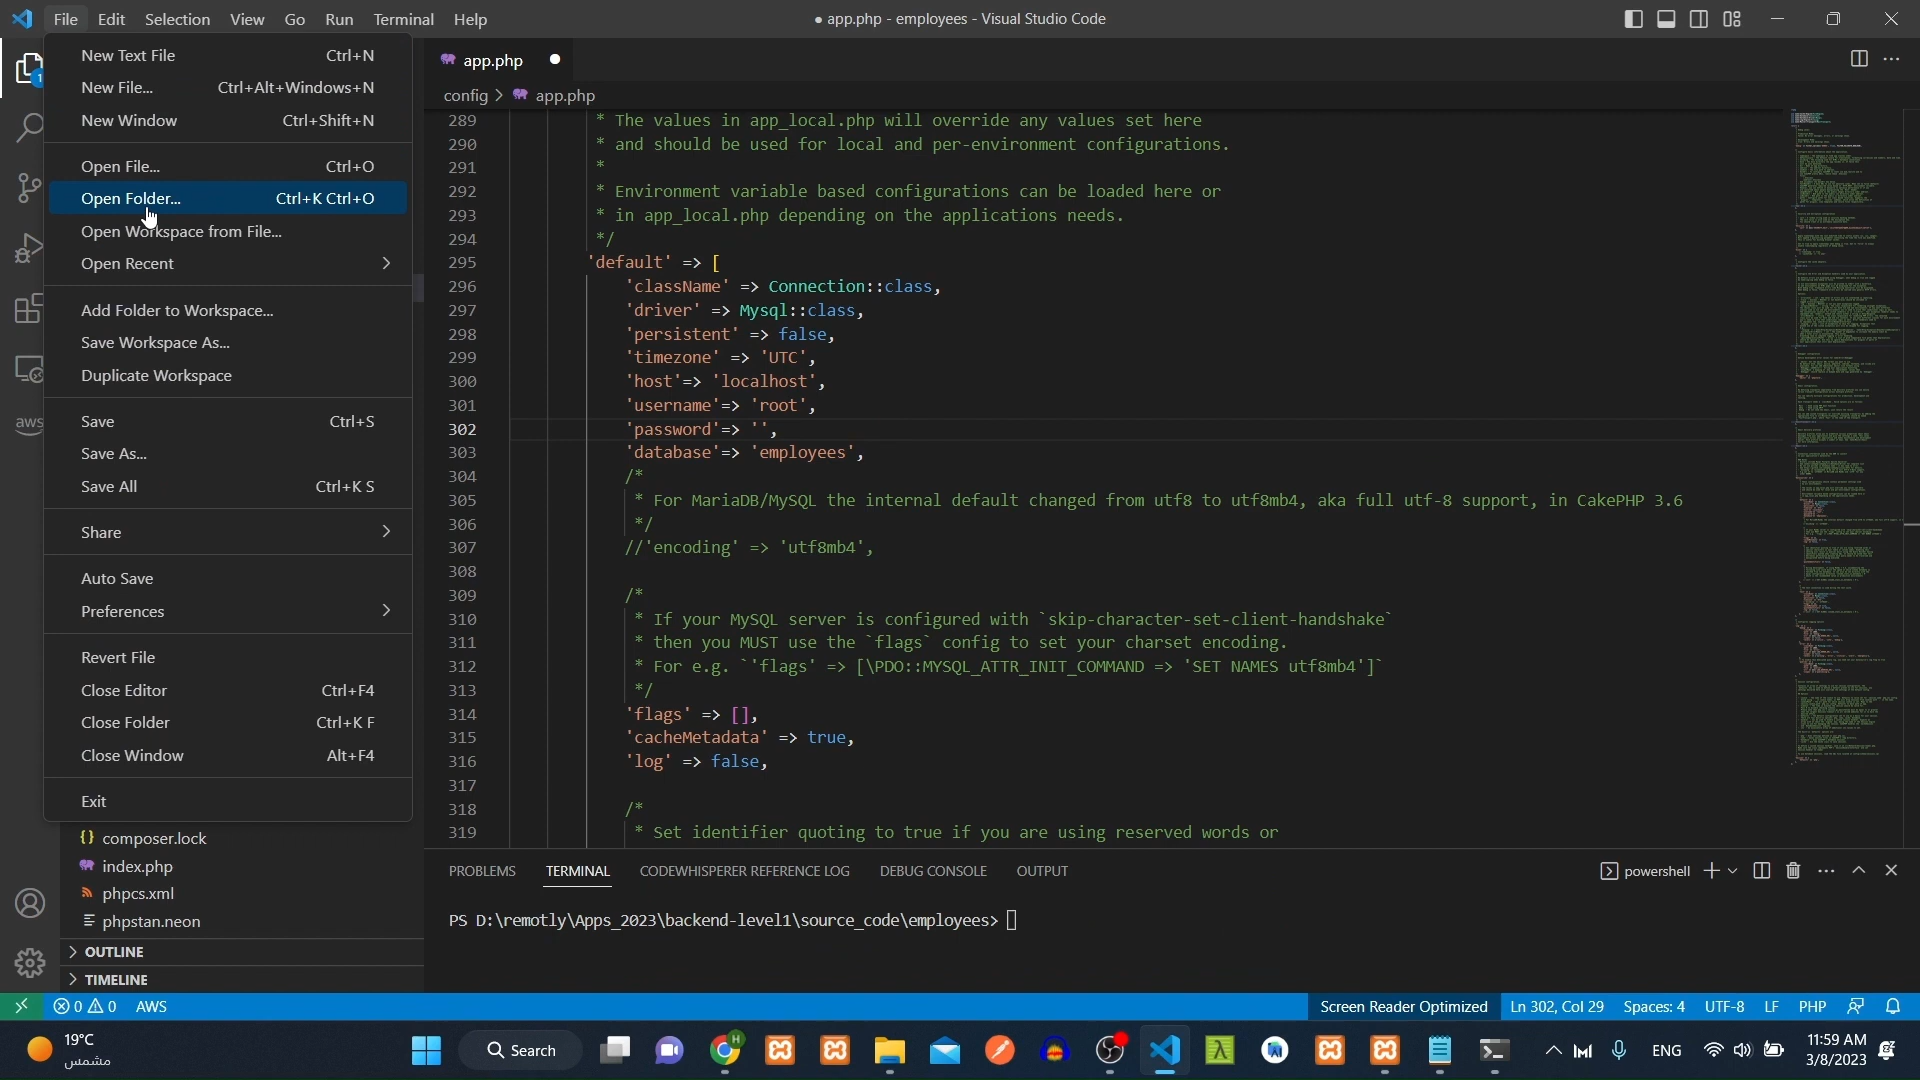 File Edit Selection View Go Run Terminal Help
● app.php - employees - Visual Studio Code
New Text File Ctrl+N
New File... Ctrl+Alt+Windows+N
New Window Ctrl+Shift+N
Open File... Ctrl+O
Open Folder... Ctrl+K Ctrl+O
Open Workspace from File...
Open Recent
Add Folder to Workspace...
Save Workspace As...
Duplicate Workspace
Save Ctrl+S
Save As...
Save All Ctrl+K S
Share
Auto Save
Preferences
Revert File
Close Editor Ctrl+F4
Close Folder Ctrl+K F
Close Window Alt+F4
Exit
1
aws
{} composer.lock
index.php
phpcs.xml
phpstan.neon
OUTLINE
TIMELINE
app.php
config > app.php
289 * The values in app_local.php will override any values set here
290 * and should be used for local and per-environment configurations.
291 *
292 * Environment variable based configurations can be loaded here or
293 * in app_local.php depending on the applications needs.
294 */
295 'default' => [
296 'className' => Connection::class,
297 'driver' => Mysql::class,
298 'persistent' => false,
299 'timezone' => 'UTC',
300 'host'=> 'localhost',
301 'username'=> 'root',
302 'password'=> '',
303 'database'=> 'employees',
304 /*
305 * For MariaDB/MySQL the internal default changed from utf8 to utf8mb4, aka full utf-8 support, in CakePHP 3.6
306 */
307 //'encoding' => 'utf8mb4',
308
309 /*
310 * If your MySQL server is configured with `skip-character-set-client-handshake`
311 * then you MUST use the `flags` config to set your charset encoding.
312 * For e.g. `'flags' => [\PDO::MYSQL_ATTR_INIT_COMMAND => 'SET NAMES utf8mb4']`
313 */
314 'flags' => [],
315 'cacheMetadata' => true,
316 'log' => false,
317
318 /*
319 * Set identifier quoting to true if you are using reserved words or
PROBLEMS TERMINAL CODEWHISPERER REFERENCE LOG DEBUG CONSOLE OUTPUT
powershell
PS D:\remotly\Apps_2023\backend-level1\source_code\employees>
0 0 AWS
Screen Reader Optimized Ln 302, Col 29 Spaces: 4 UTF-8 LF PHP
19°C
مشمس
Search
H
ENG
11:59 AM
3/8/2023